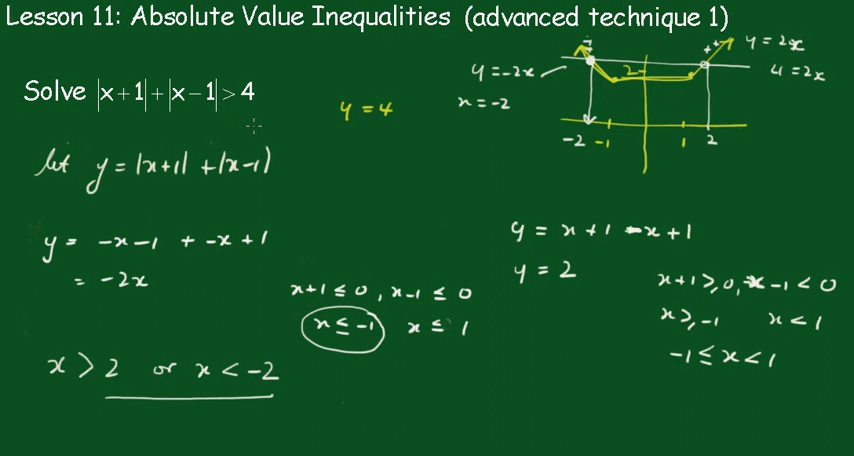 Lesson 11: Absolute Value Inequalities (advanced technique 1)
Solve |x+1|+|x-1|>4
y = 4
y = -2x
x = -2
2
y = 2x
4 = 2x
-2 -1 1 2
let y = |x+1| + |x-1|
y = -x-1 + -x+1
= -2x
x+1 ≤ 0, x-1 ≤ 0
x ≤ -1 x ≤ 1
y = x+1 -x+1
y = 2
x+1 ≥ 0, x-1 < 0
x ≥ -1 x < 1
-1 ≤ x < 1
x > 2 or x < -2